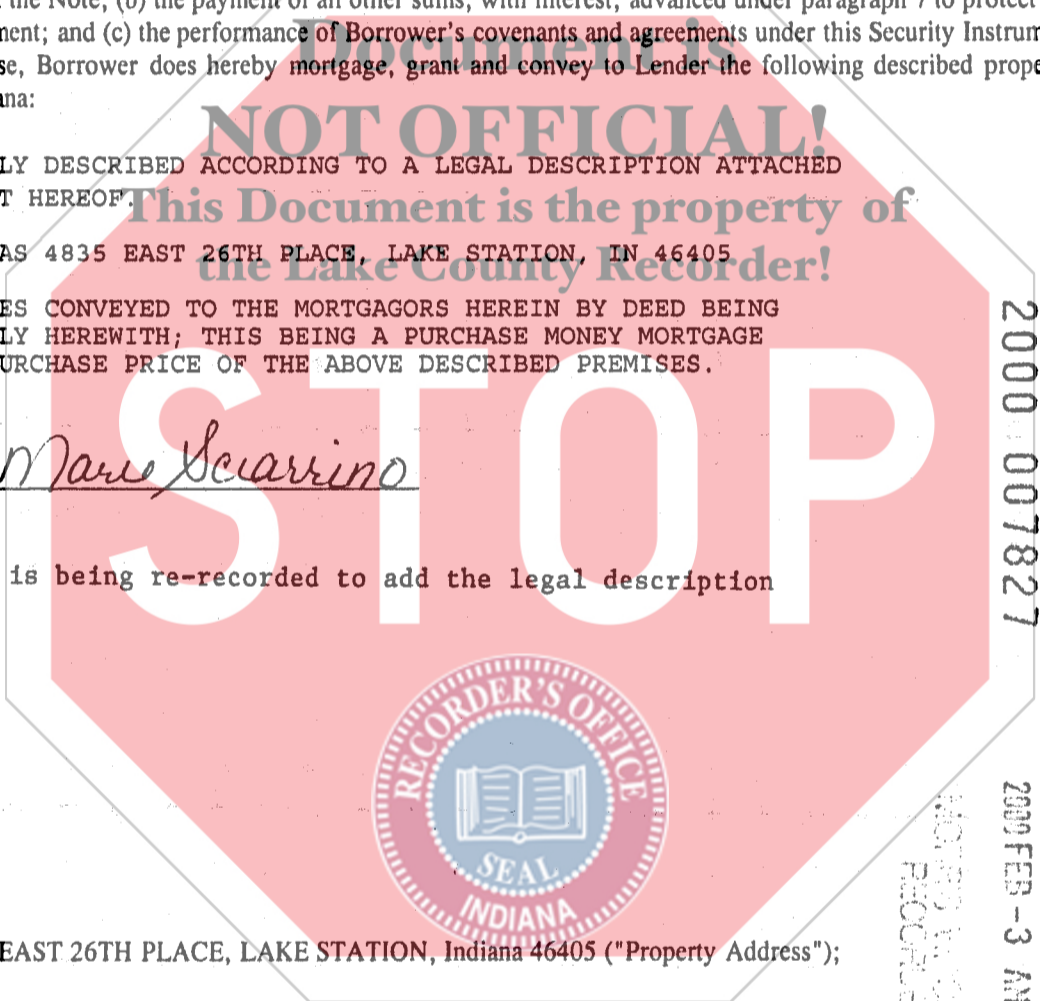 the Note; (b) the payment of all other sums, with interest, advanced under paragraph 7 to protect
ment; and (c) the performance of Borrower's covenants and agreements under this Security Instrum
se, Borrower does hereby mortgage, grant and convey to Lender the following described prope
ana:
Document is
NOT OFFICIAL!
This Document is the property of
the Lake County Recorder!
LY DESCRIBED ACCORDING TO A LEGAL DESCRIPTION ATTACHED
T HEREOF.
AS 4835 EAST 26TH PLACE, LAKE STATION, IN 46405
ES CONVEYED TO THE MORTGAGORS HEREIN BY DEED BEING
LY HEREWITH; THIS BEING A PURCHASE MONEY MORTGAGE
URCHASE PRICE OF THE ABOVE DESCRIBED PREMISES.
Marie Sciarrino
STOP
is being re-recorded to add the legal description
RECORDER'S OFFICE
SEAL
INDIANA
EAST 26TH PLACE, LAKE STATION, Indiana 46405 ("Property Address");
2000 007827
2000 FEB -3 AM